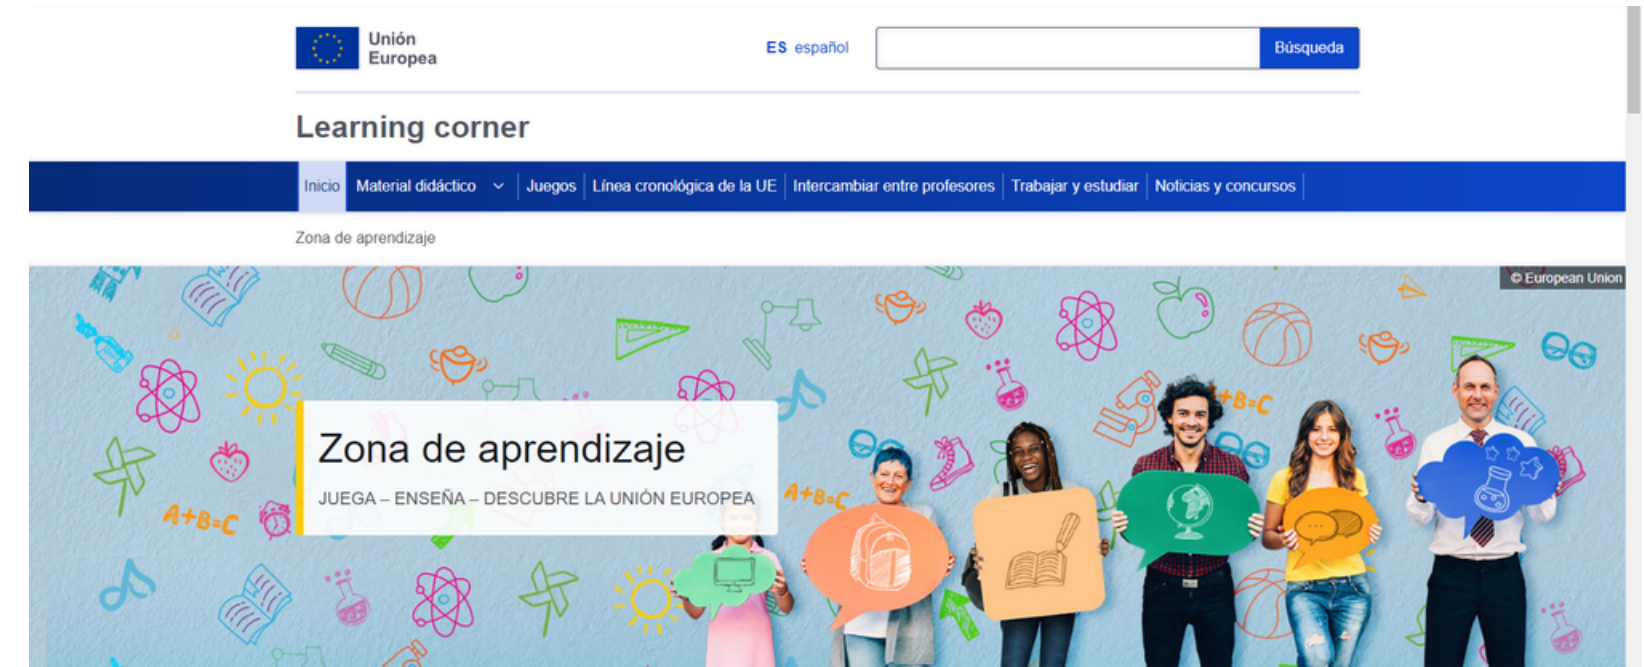 Unión
Europea
ES español
Búsqueda
Learning corner
Inicio Material didáctico Juegos Línea cronológica de la UE Intercambiar entre profesores Trabajar y estudiar Noticias y concursos
Zona de aprendizaje
© European Union
Zona de aprendizaje
JUEGA – ENSEÑA – DESCUBRE LA UNIÓN EUROPEA
A+B=C
A+B=C
A+B=C